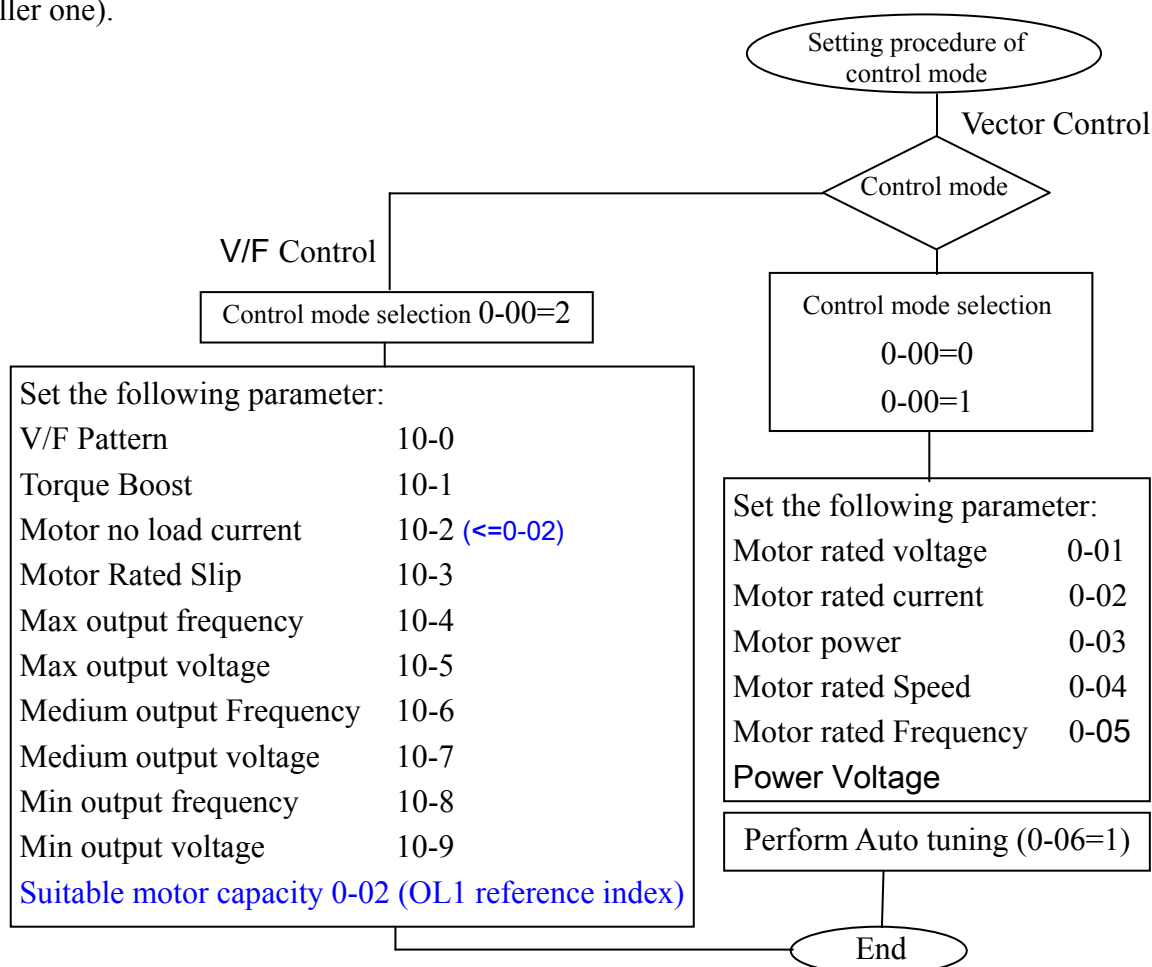 ller one).
Setting procedure of
control mode
Vector Control
Control mode
V/F Control
Control mode selection 0-00=2
Set the following parameter:
V/F Pattern 10-0
Torque Boost 10-1
Motor no load current 10-2 (<=0-02)
Motor Rated Slip 10-3
Max output frequency 10-4
Max output voltage 10-5
Medium output Frequency 10-6
Medium output voltage 10-7
Min output frequency 10-8
Min output voltage 10-9
Suitable motor capacity 0-02 (OL1 reference index)
Control mode selection
0-00=0
0-00=1
Set the following parameter:
Motor rated voltage 0-01
Motor rated current 0-02
Motor power 0-03
Motor rated Speed 0-04
Motor rated Frequency 0-05
Power Voltage
Perform Auto tuning (0-06=1)
End